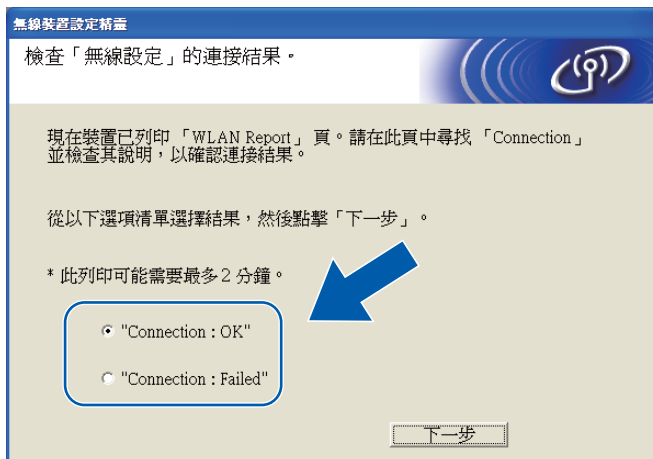 無線裝置設定精靈
檢查「無線設定」的連接結果。
現在裝置已列印「WLAN Report」頁。請在此頁中尋找「Connection」
並檢查其說明，以確認連接結果。
從以下選項清單選擇結果，然後點擊「下一步」。
* 此列印可能需要最多2分鐘。
"Connection : OK"
"Connection : Failed"
下一步